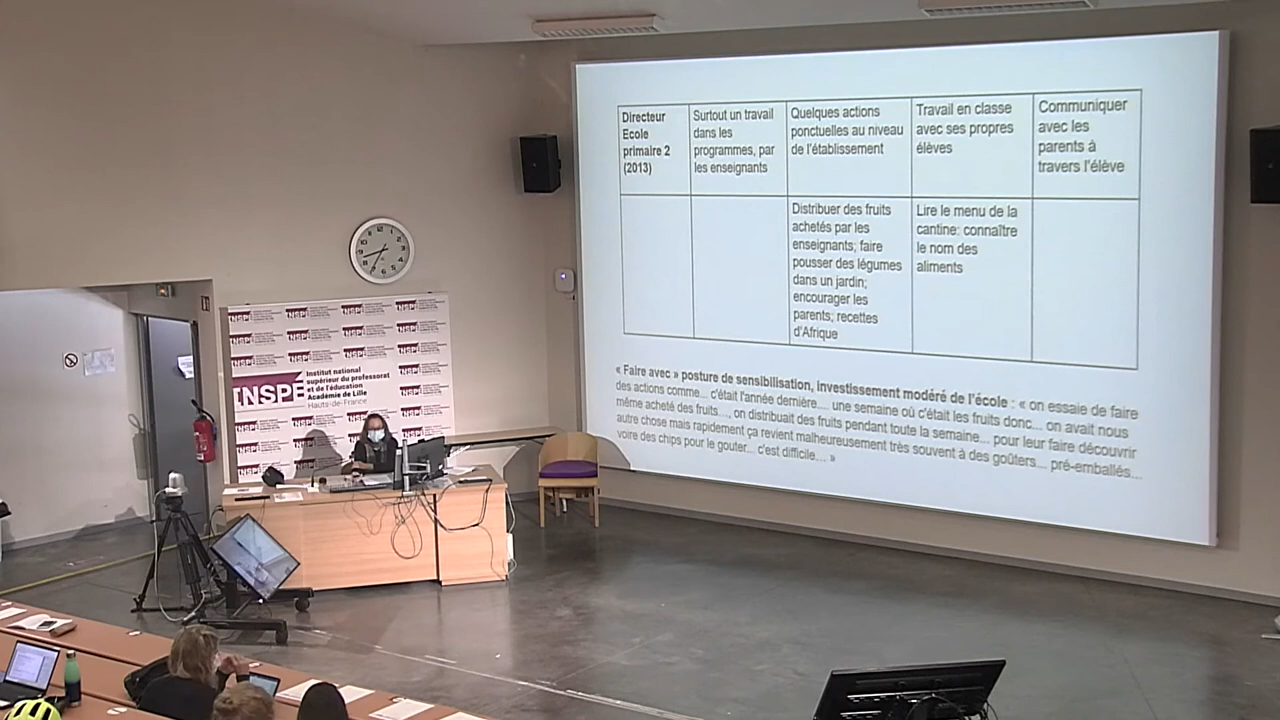 Directeur
Ecole
primaire 2
(2013)
Surtout un travail
dans les
programmes, par
les enseignants
Quelques actions
ponctuelles au niveau
de l'établissement
Travail en classe
avec ses propres
élèves
Communiquer
avec les
parents à
travers l'élève
Distribuer des fruits
achetés par les
enseignants; faire
pousser des légumes
dans un jardin;
encourager les
parents; recettes
d'Afrique
Lire le menu de la
cantine: connaître
le nom des
aliments
« Faire avec » posture de sensibilisation, investissement modéré de l'école : « on essaie de faire
des actions comme... c'était l'année dernière.... une semaine où c'était les fruits donc... on avait nous
même acheté des fruits...., on distribuait des fruits pendant toute la semaine... pour leur faire découvrir
autre chose mais rapidement ça revient malheureusement très souvent à des goûters... pré-emballés...
voire des chips pour le gouter... c'est difficile.... »
INSPÉ
Institut national
supérieur du professorat
et de l'éducation
Académie de Lille
Hauts-de-France